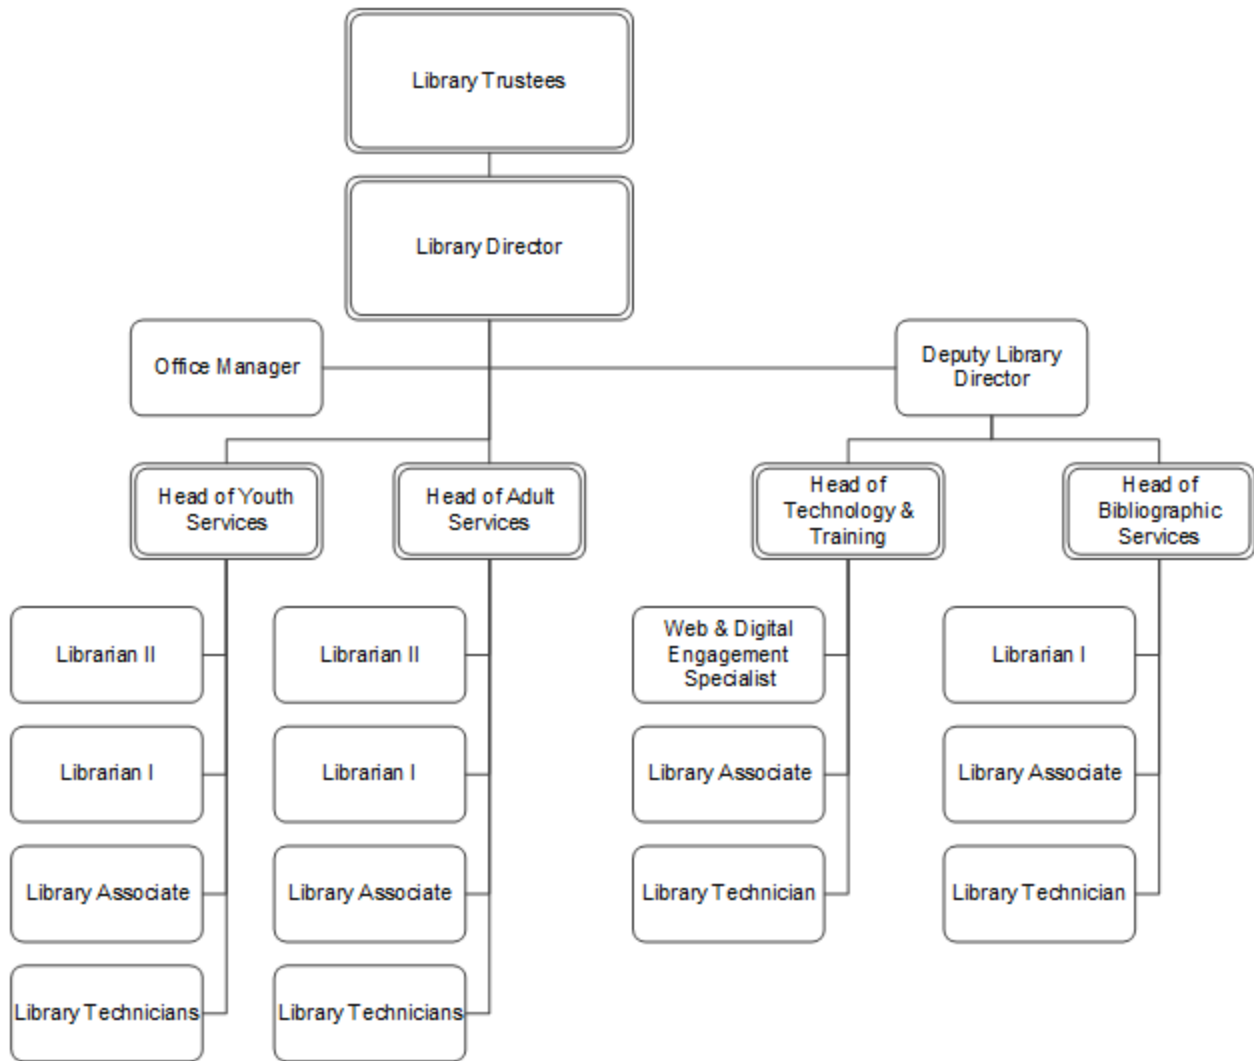 Library Trustees
Library Director
Office Manager
Deputy Library
Director
Head of Youth
Services
Head of Adult
Services
Head of
Technology &
Training
Head of
Bibliographic
Services
Librarian II
Librarian II
Web & Digital
Engagement
Specialist
Librarian I
Librarian I
Librarian I
Library Associate
Library Associate
Library Associate
Library Associate
Library Technician
Library Technician
Library Technicians
Library Technicians